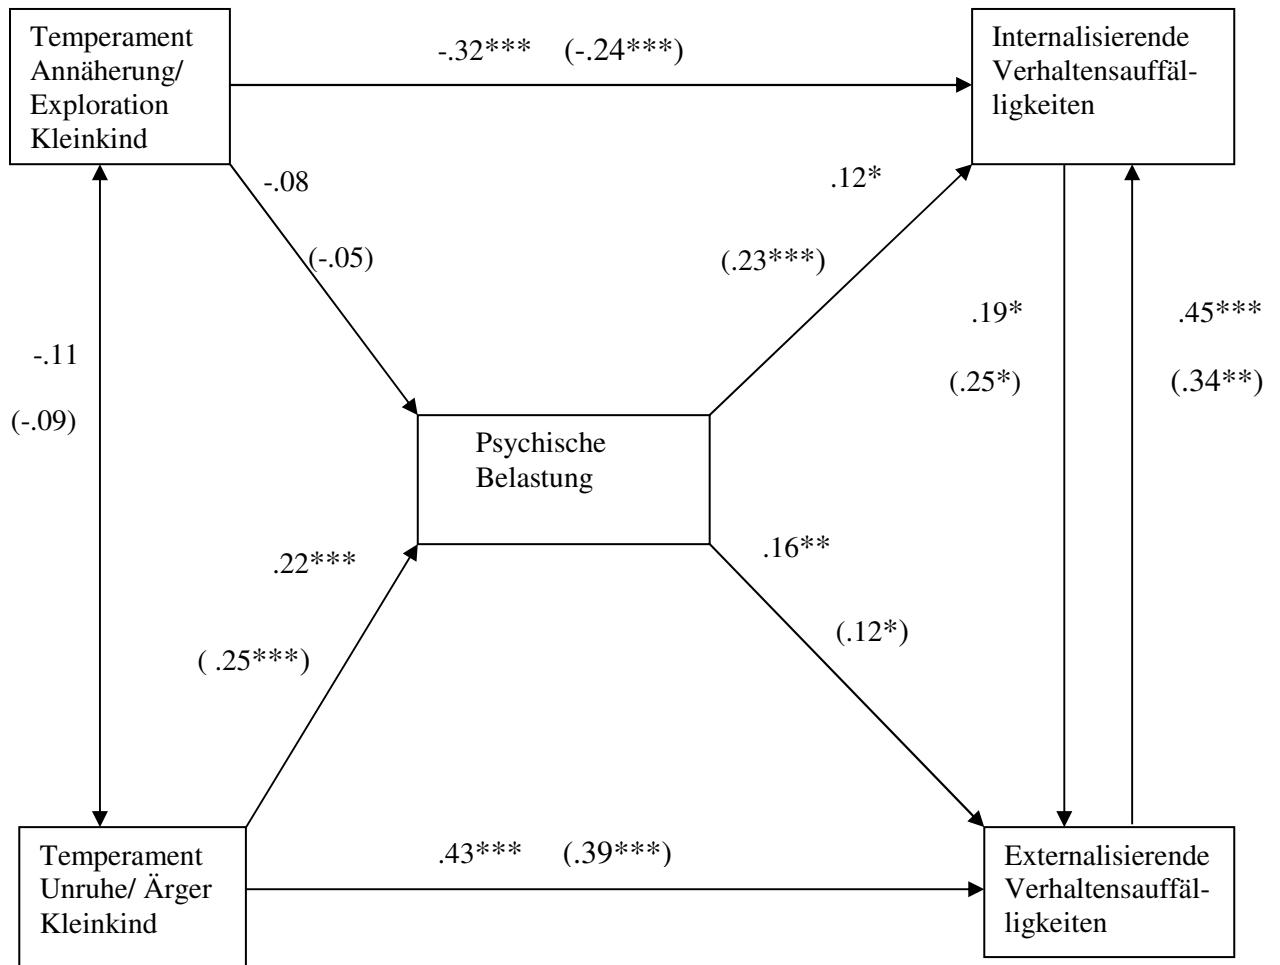 Temperament
Annäherung/
Exploration
Kleinkind
-.32*** (-.24***)
Internalisierende
Verhaltensauffäl-
ligkeiten
-.08
(-.05)
.12*
(.23***)
-.11
(-.09)
.19*
(.25*)
.45***
(.34**)
Psychische
Belastung
.22***
( .25***)
.16**
(.12*)
Temperament
Unruhe/ Ärger
Kleinkind
.43*** (.39***)
Externalisierende
Verhaltensauffäl-
ligkeiten